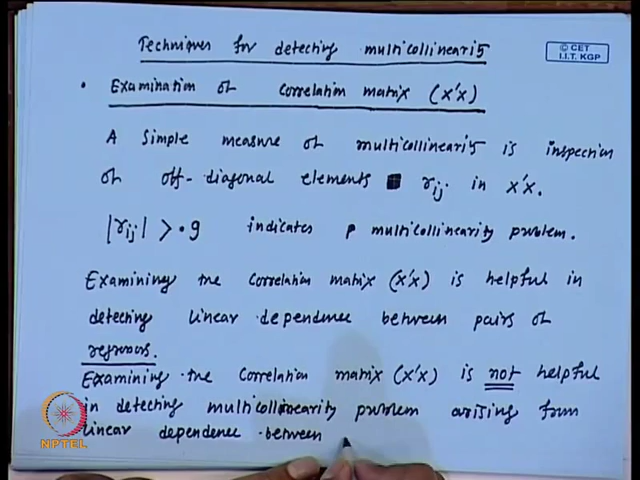 Techniques for detecting multicollinearity
© CET
I.I.T. KGP
• Examination of Correlation matrix (X'X)
A simple measure of multicollinearity is inspection
of off-diagonal elements rij in X'X.
|rij| > .9 indicates multicollinearity problem.
Examining the correlation matrix (X'X) is helpful in
detecting linear dependence between pairs of
regressors.
Examining the correlation matrix (X'X) is not helpful
in detecting multicollinearity problem arising form
linear dependence between
NPTEL